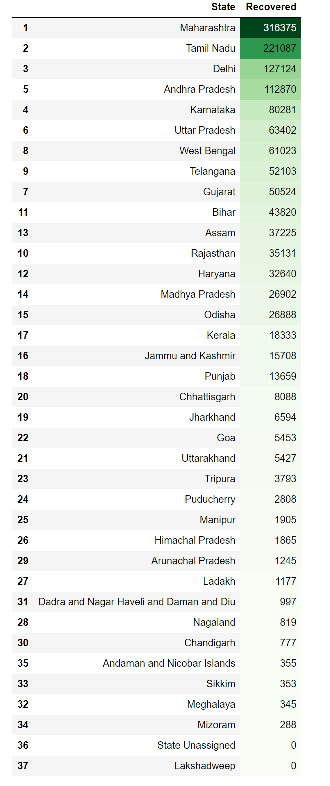 State Recovered
1 Maharashtra 316375
2 Tamil Nadu 221087
3 Delhi 127124
5 Andhra Pradesh 112870
4 Karnataka 80281
6 Uttar Pradesh 63402
8 West Bengal 61023
9 Telangana 52103
7 Gujarat 50524
11 Bihar 43820
13 Assam 37225
10 Rajasthan 35131
12 Haryana 32640
14 Madhya Pradesh 26902
15 Odisha 26888
17 Kerala 18333
16 Jammu and Kashmir 15708
18 Punjab 13659
20 Chhattisgarh 8088
19 Jharkhand 6594
22 Goa 5453
21 Uttarakhand 5427
23 Tripura 3793
24 Puducherry 2808
25 Manipur 1905
26 Himachal Pradesh 1865
29 Arunachal Pradesh 1245
27 Ladakh 1177
31 Dadra and Nagar Haveli and Daman and Diu 997
28 Nagaland 819
30 Chandigarh 777
35 Andaman and Nicobar Islands 355
33 Sikkim 353
32 Meghalaya 345
34 Mizoram 288
36 State Unassigned 0
37 Lakshadweep 0